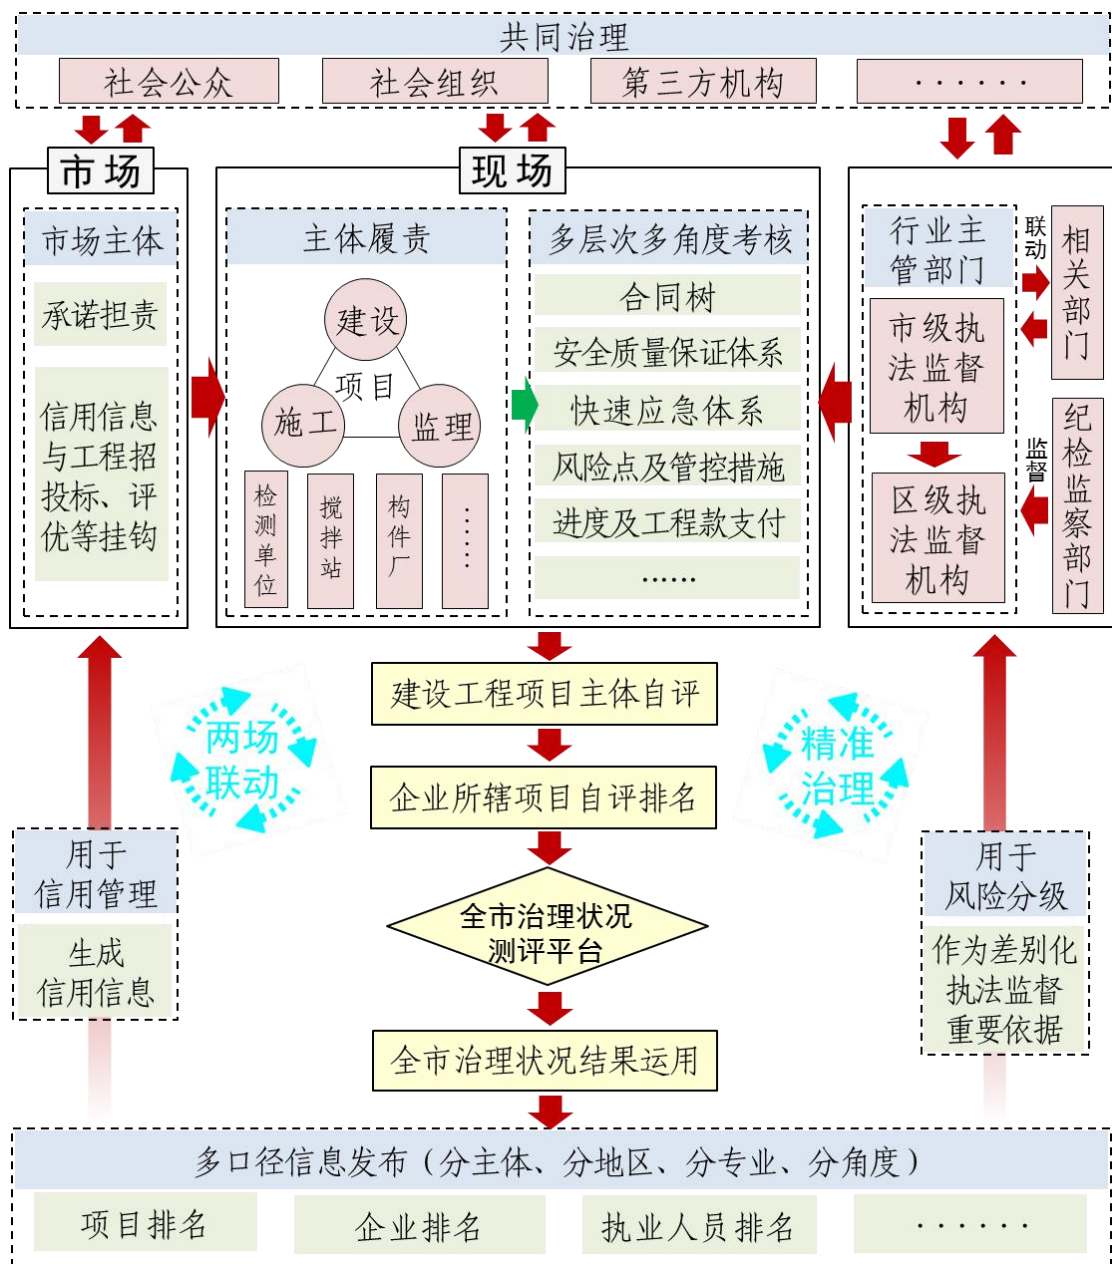 共同治理
社会公众
社会组织
第三方机构
······
市场
市场主体
承诺担责
信用信息
与工程招
投标、评
优等挂钩
现场
主体履责
建设
项目
施工
监理
检测单位
搅拌站
构件厂
······
多层次多角度考核
合同树
安全质量保证体系
快速应急体系
风险点及管控措施
进度及工程款支付
······
行业主
管部门
市级执
法监督
机构
区级执
法监督
机构
联动
相关部门
监督
纪检监察部门
建设工程项目主体自评
企业所辖项目自评排名
全市治理状况
测评平台
全市治理状况结果运用
两场
联动
精准
治理
用于
信用管理
生成
信用信息
用于
风险分级
作为差别化
执法监督
重要依据
多口径信息发布（分主体、分地区、分专业、分角度）
项目排名
企业排名
执业人员排名
······